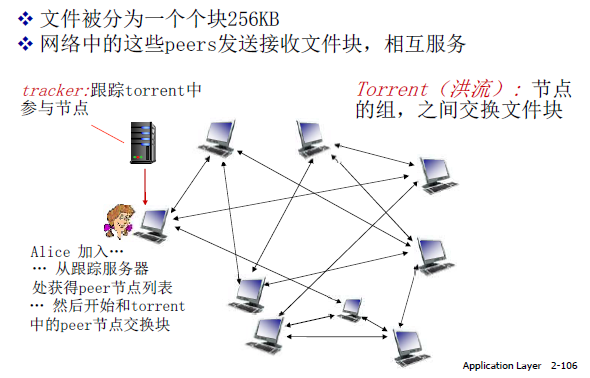 ❖ 文件被分为一个个块256KB
❖ 网络中的这些peers发送接收文件块，相互服务
tracker:跟踪torrent中
参与节点
Torrent（洪流）: 节点
的组，之间交换文件块
Alice 加入…
… 从跟踪服务器
处获得peer节点列表
… 然后开始和torrent
中的peer节点交换块
Application Layer 2-106